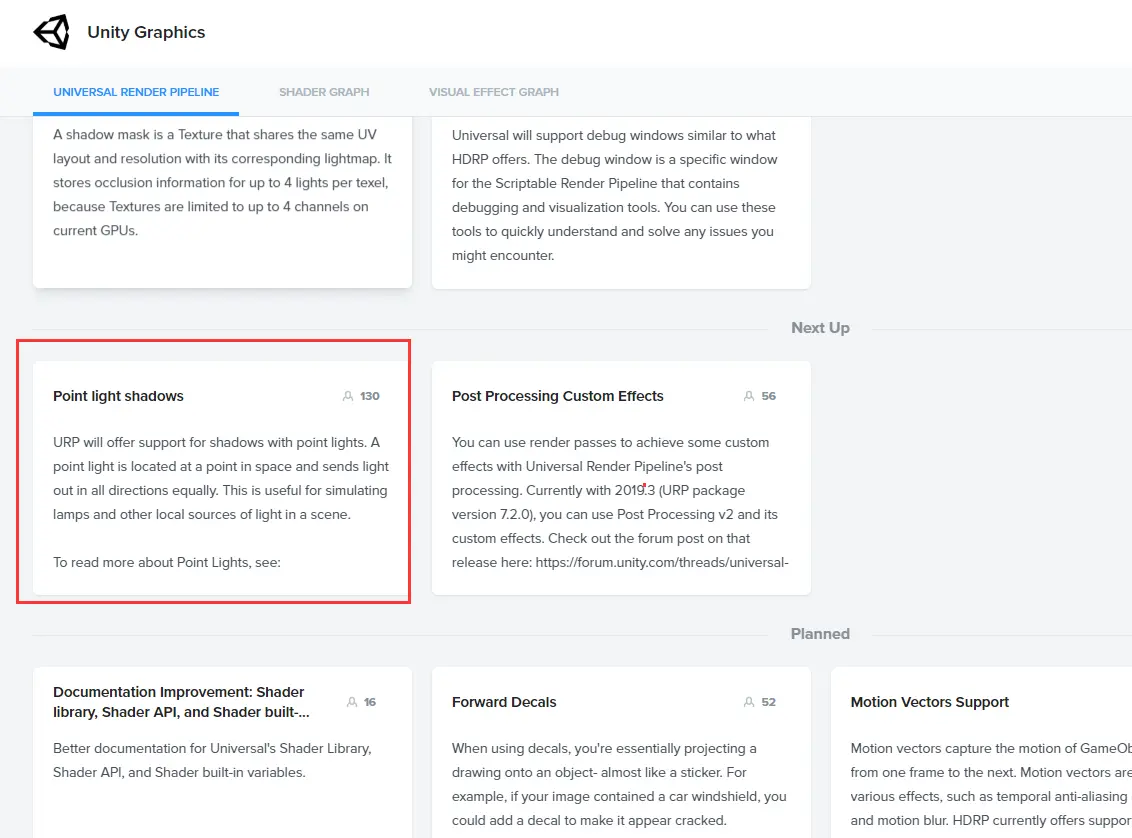 Unity Graphics
UNIVERSAL RENDER PIPELINE
SHADER GRAPH
VISUAL EFFECT GRAPH
A shadow mask is a Texture that shares the same UV
layout and resolution with its corresponding lightmap. It
stores occlusion information for up to 4 lights per texel,
because Textures are limited to up to 4 channels on
current GPUs.
Universal will support debug windows similar to what
HDRP offers. The debug window is a specific window
for the Scriptable Render Pipeline that contains
debugging and visualization tools. You can use these
tools to quickly understand and solve any issues you
might encounter.
Next Up
Point light shadows
130
URP will offer support for shadows with point lights. A
point light is located at a point in space and sends light
out in all directions equally. This is useful for simulating
lamps and other local sources of light in a scene.
To read more about Point Lights, see:
Post Processing Custom Effects
56
You can use render passes to achieve some custom
effects with Universal Render Pipeline's post
processing. Currently with 2019.3 (URP package
version 7.2.0), you can use Post Processing v2 and its
custom effects. Check out the forum post on that
release here: https://forum.unity.com/threads/universal-
Planned
Documentation Improvement: Shader
library, Shader API, and Shader built-...
16
Better documentation for Universal's Shader Library,
Shader API, and Shader built-in variables.
Forward Decals
52
When using decals, you're essentially projecting a
drawing onto an object- almost like a sticker. For
example, if your image contained a car windshield, you
could add a decal to make it appear cracked.
Motion Vectors Support
Motion vectors capture the motion of GameOb
from one frame to the next. Motion vectors are
various effects, such as temporal anti-aliasing
and motion blur. HDRP currently offers suppor